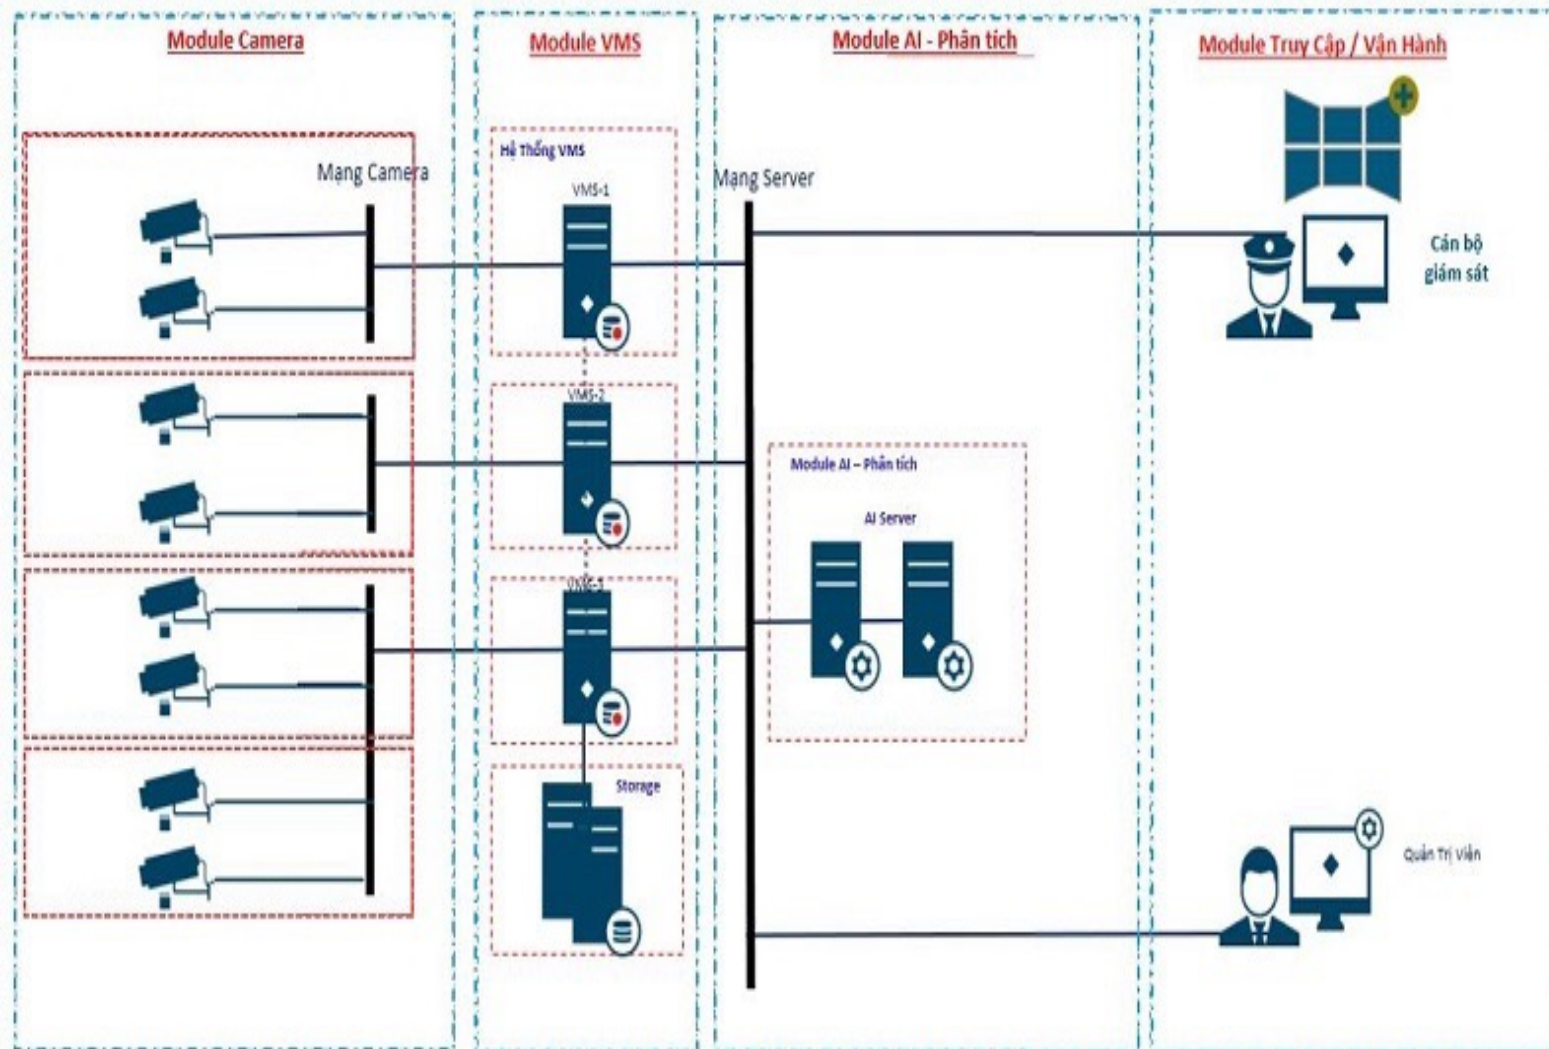 Module Camera
Module VMS
Module AI - Phân tích
Module Truy Cập / Vận Hành
Mạng Camera
Hệ Thống VMS
VMS-1
Mạng Server
Cán bộ
giám sát
VMS-2
Module AI – Phân tích
AI Server
VMS-3
Storage
Quản Trị Viên